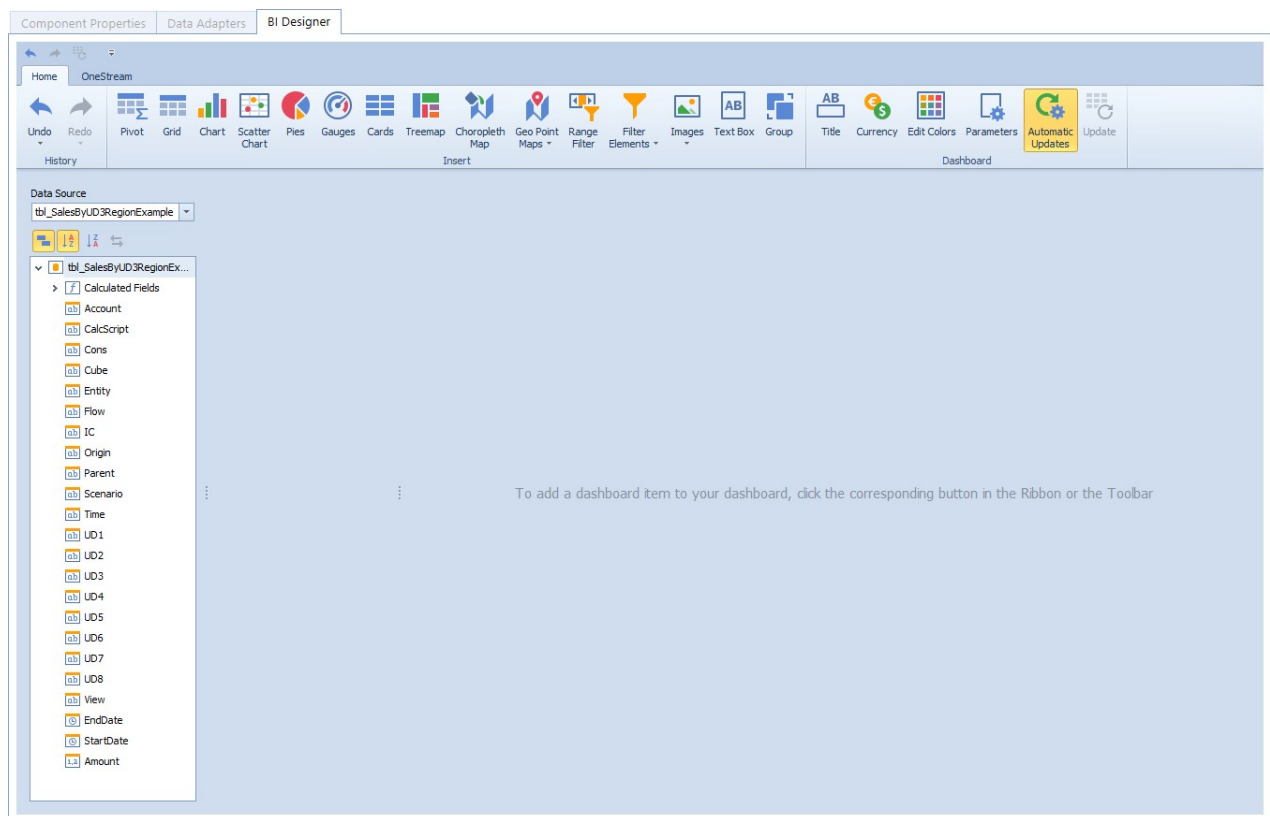 Component Properties Data Adapters BI Designer
Home OneStream
Undo Redo Pivot Grid Chart Scatter Chart Pies Gauges Cards Treemap Choropleth Map Geo Point Maps Range Filter Filter Elements Images Text Box Group Title Currency Edit Colors Parameters Automatic Updates Update
History Insert Dashboard
Data Source
tbl_SalesByUD3RegionExample
tbl_SalesByUD3RegionEx...
Calculated Fields
Account
CalcScript
Cons
Cube
Entity
Flow
IC
Origin
Parent
Scenario
To add a dashboard item to your dashboard, click the corresponding button in the Ribbon or the Toolbar
Time
UD1
UD2
UD3
UD4
UD5
UD6
UD7
UD8
View
EndDate
StartDate
Amount